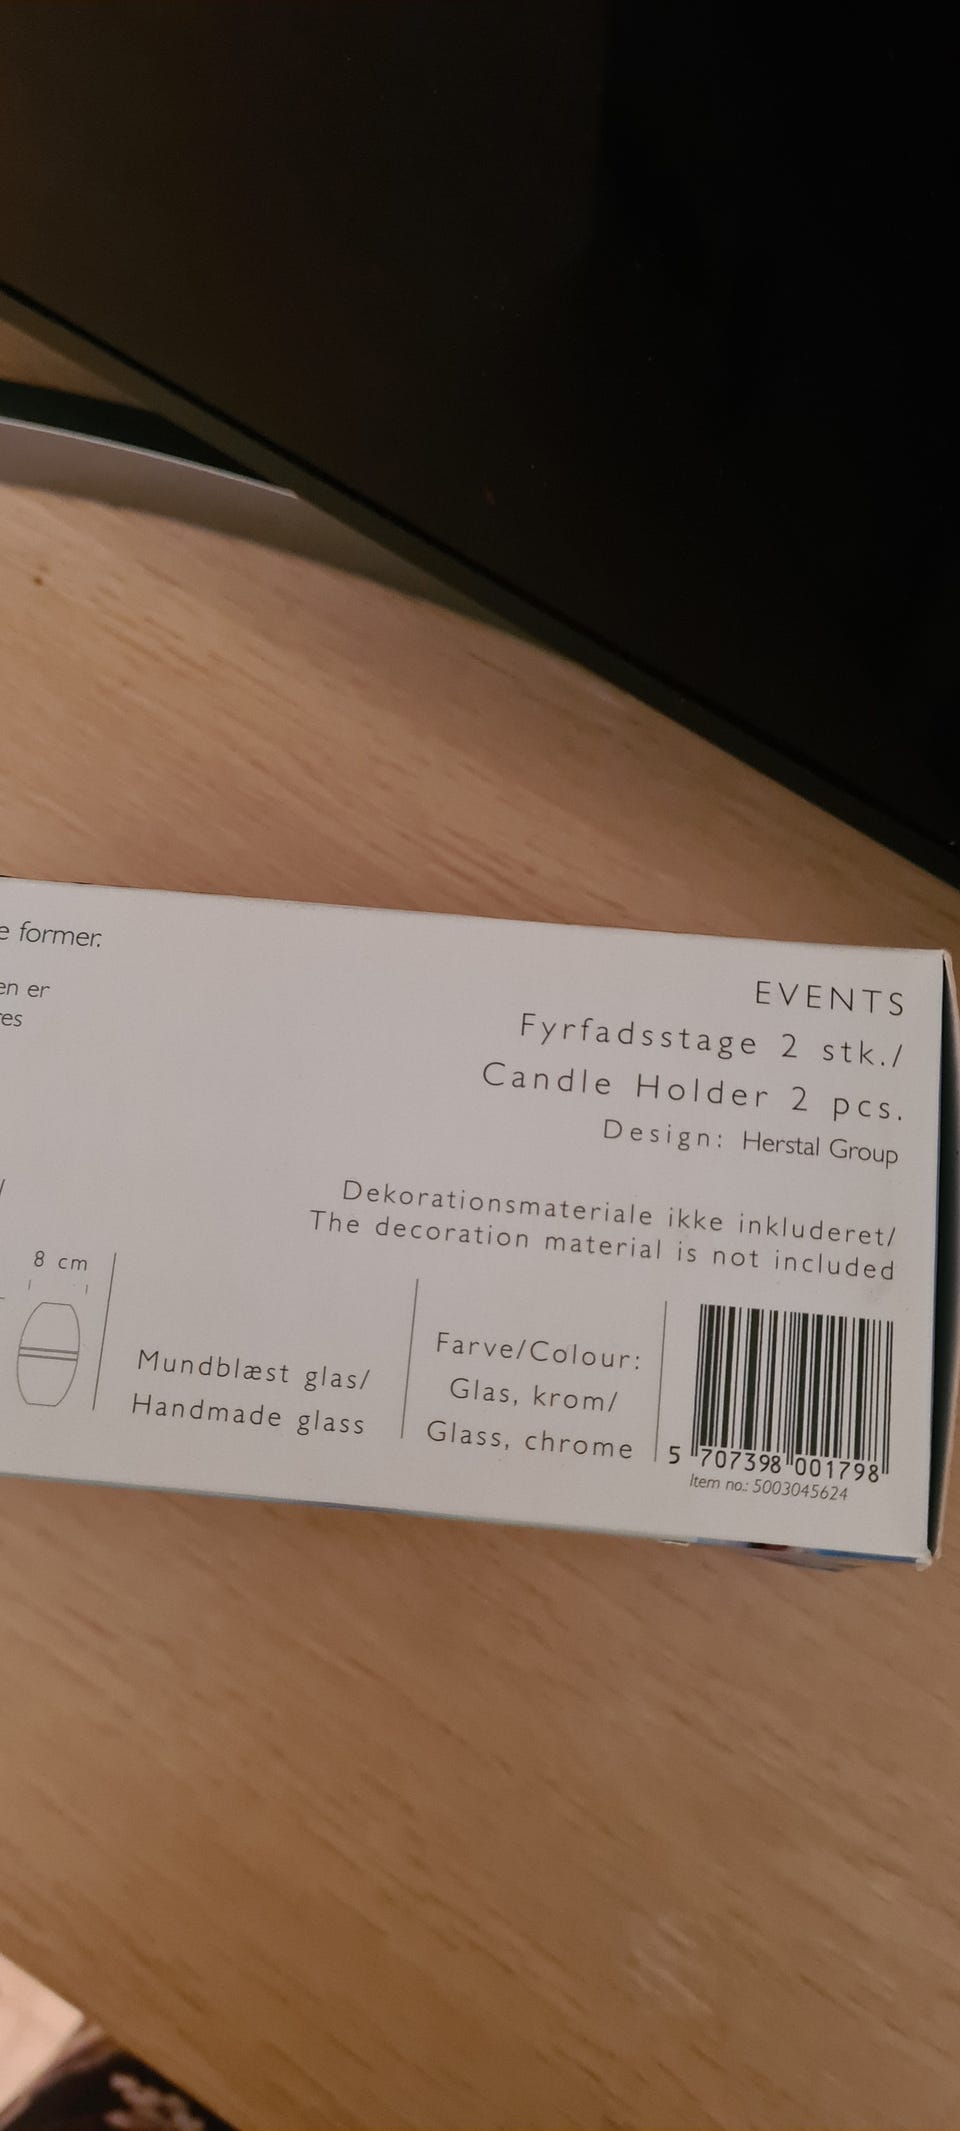 e former.
en er
res
EVENTS
Fyrfadsstage 2 stk./
Candle Holder 2 pcs.
Design: Herstal Group
Dekorationsmateriale ikke inkluderet/
The decoration material is not included
8 cm
Mundblæst glas/
Handmade glass
Farve/Colour:
Glas, krom/
Glass, chrome
5 707398 001798
Item no.: 5003045624